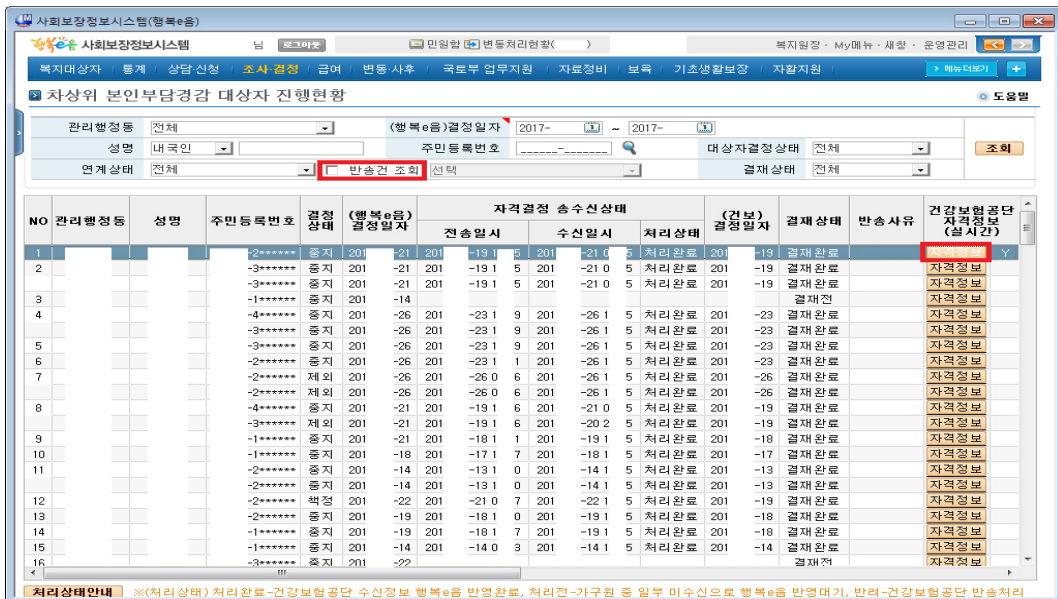 사회보장정보시스템(행복e음)
행복e음 사회보장정보시스템 님 로그아웃 민원함 변동처리현황( ) 복지원장 · My메뉴 · 새창 · 운영관리
복지대상자 통계 상담·신청 조사·결정 급여 변동·사후 국토부 업무지원 자료정비 보육 기초생활보장 자활지원 > 메뉴더보기 +
차상위 본인부담경감 대상자 진행현황 도움말
관리행정동 전체 (행복e음)결정일자 2017- ~ 2017-
성명 내국인 주민등록번호 ______-_______ 대상자결정상태 전체 조회
연계상태 전체 반송건 조회 선택 결재상태 전체
NO 관리행정동 성명 주민등록번호 결정상태 (행복e음)결정일자 자격결정 송수신상태 전송일시 수신일시 처리상태 (건보)결정일자 결재상태 반송사유 건강보험공단 자격정보 (실시간)
1 -2****** 중지 201 -21 201 -19 1 5 201 -21 0 5 처리완료 201 -19 결재완료 자격정보 Y
2 -3****** 중지 201 -21 201 -19 1 5 201 -21 0 5 처리완료 201 -19 결재완료 자격정보
-3****** 중지 201 -21 201 -19 1 5 201 -21 0 5 처리완료 201 -19 결재완료 자격정보
3 -1****** 중지 201 -14 결재전 자격정보
4 -4****** 중지 201 -26 201 -23 1 9 201 -26 1 5 처리완료 201 -23 결재완료 자격정보
-3****** 중지 201 -26 201 -23 1 9 201 -26 1 5 처리완료 201 -23 결재완료 자격정보
5 -3****** 중지 201 -26 201 -23 1 9 201 -26 1 5 처리완료 201 -23 결재완료 자격정보
6 -2****** 중지 201 -26 201 -23 1 1 201 -26 1 5 처리완료 201 -23 결재완료 자격정보
7 -2****** 중지 201 -26 201 -26 0 6 201 -26 1 5 처리완료 201 -26 결재완료 자격정보
-2****** 제외 201 -26 201 -26 0 6 201 -26 1 5 처리완료 201 -26 결재완료 자격정보
8 -4****** 중지 201 -21 201 -19 1 6 201 -21 0 5 처리완료 201 -19 결재완료 자격정보
-3****** 제외 201 -21 201 -19 1 6 201 -20 2 5 처리완료 201 -19 결재완료 자격정보
9 -1****** 중지 201 -21 201 -18 1 1 201 -19 1 5 처리완료 201 -18 결재완료 자격정보
10 -1****** 중지 201 -18 201 -17 1 7 201 -18 1 5 처리완료 201 -17 결재완료 자격정보
11 -2****** 중지 201 -14 201 -13 1 0 201 -14 1 5 처리완료 201 -13 결재완료 자격정보
-2****** 중지 201 -14 201 -13 1 0 201 -14 1 5 처리완료 201 -13 결재완료 자격정보
12 -2****** 책정 201 -22 201 -21 0 7 201 -22 1 5 처리완료 201 -19 결재완료 자격정보
13 -2****** 중지 201 -19 201 -18 1 0 201 -19 1 5 처리완료 201 -18 결재완료 자격정보
14 -1****** 중지 201 -19 201 -18 1 7 201 -19 1 5 처리완료 201 -18 결재완료 자격정보
15 -1****** 중지 201 -14 201 -14 0 3 201 -14 1 5 처리완료 201 -14 결재완료 자격정보
16 -3****** 중지 201 -22 결재전 자격정보
처리상태안내 ※(처리상태) 처리완료-건강보험공단 수신정보 행복e음 반영완료, 처리전-가구원 중 일부 미수신으로 행복e음 반영대기, 반려-건강보험공단 반송처리